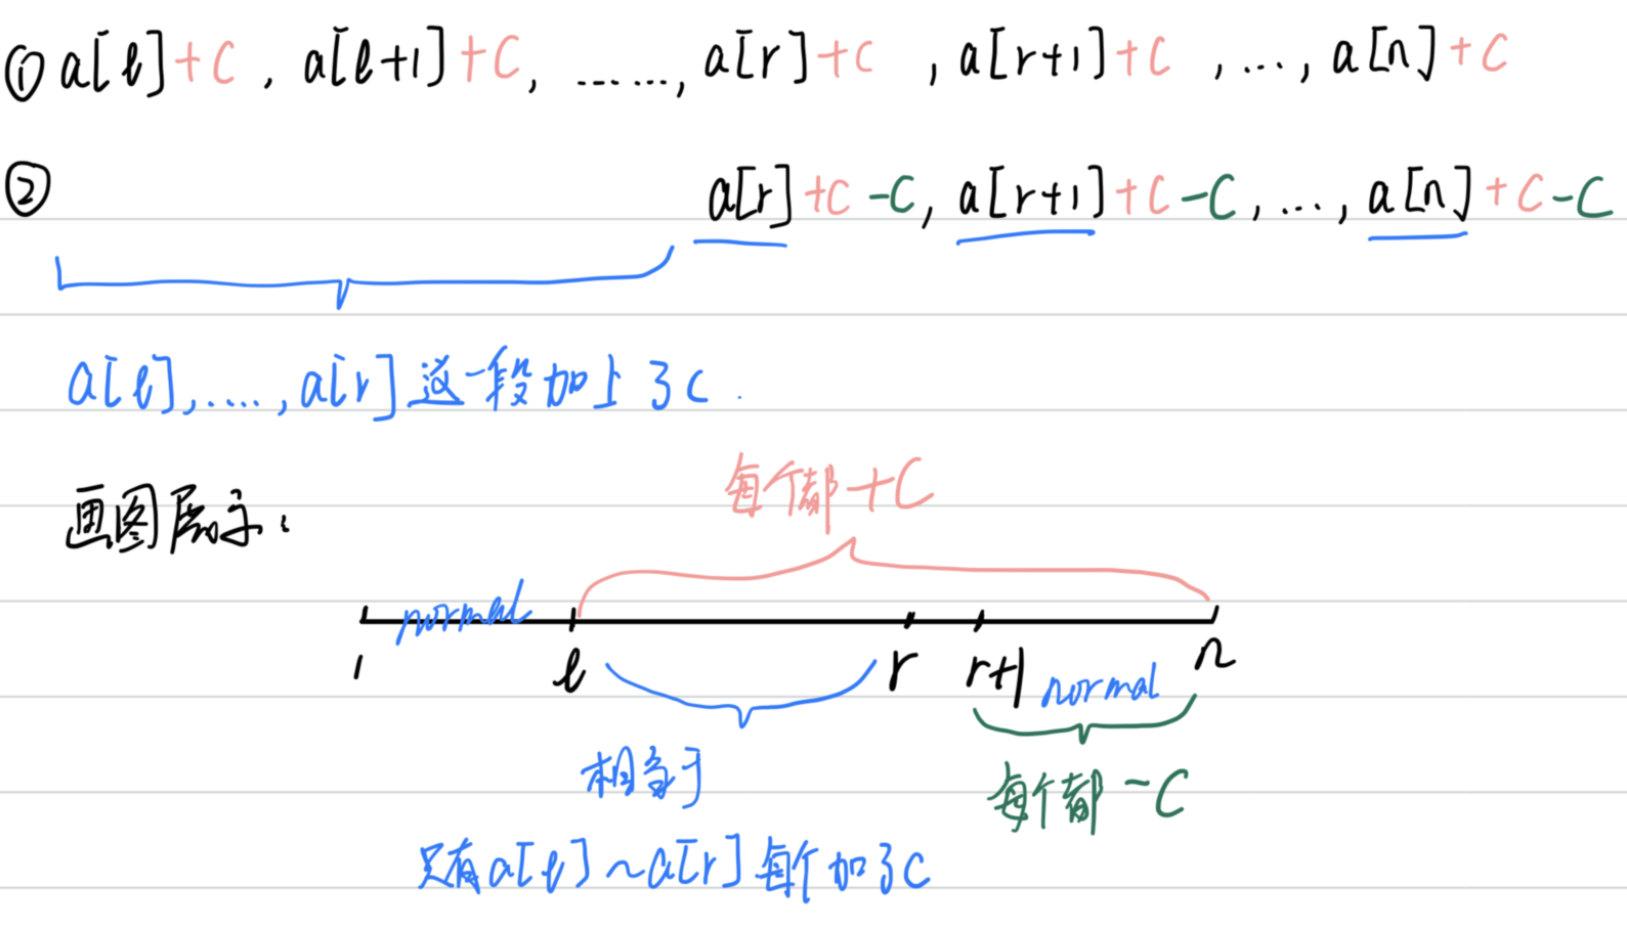 ① a[l]+C, a[l+1]+C, ……, a[r]+C, a[r+1]+C, …, a[n]+C
② a[r]+C-C, a[r+1]+C-C, …, a[n]+C-C
a[l],…., a[r] 这一段加上了c.
每个都+C
画图展示：
normal
1 l r r+1 n
normal
相当于
每个都-C
只有a[l]~a[r]每个加了c